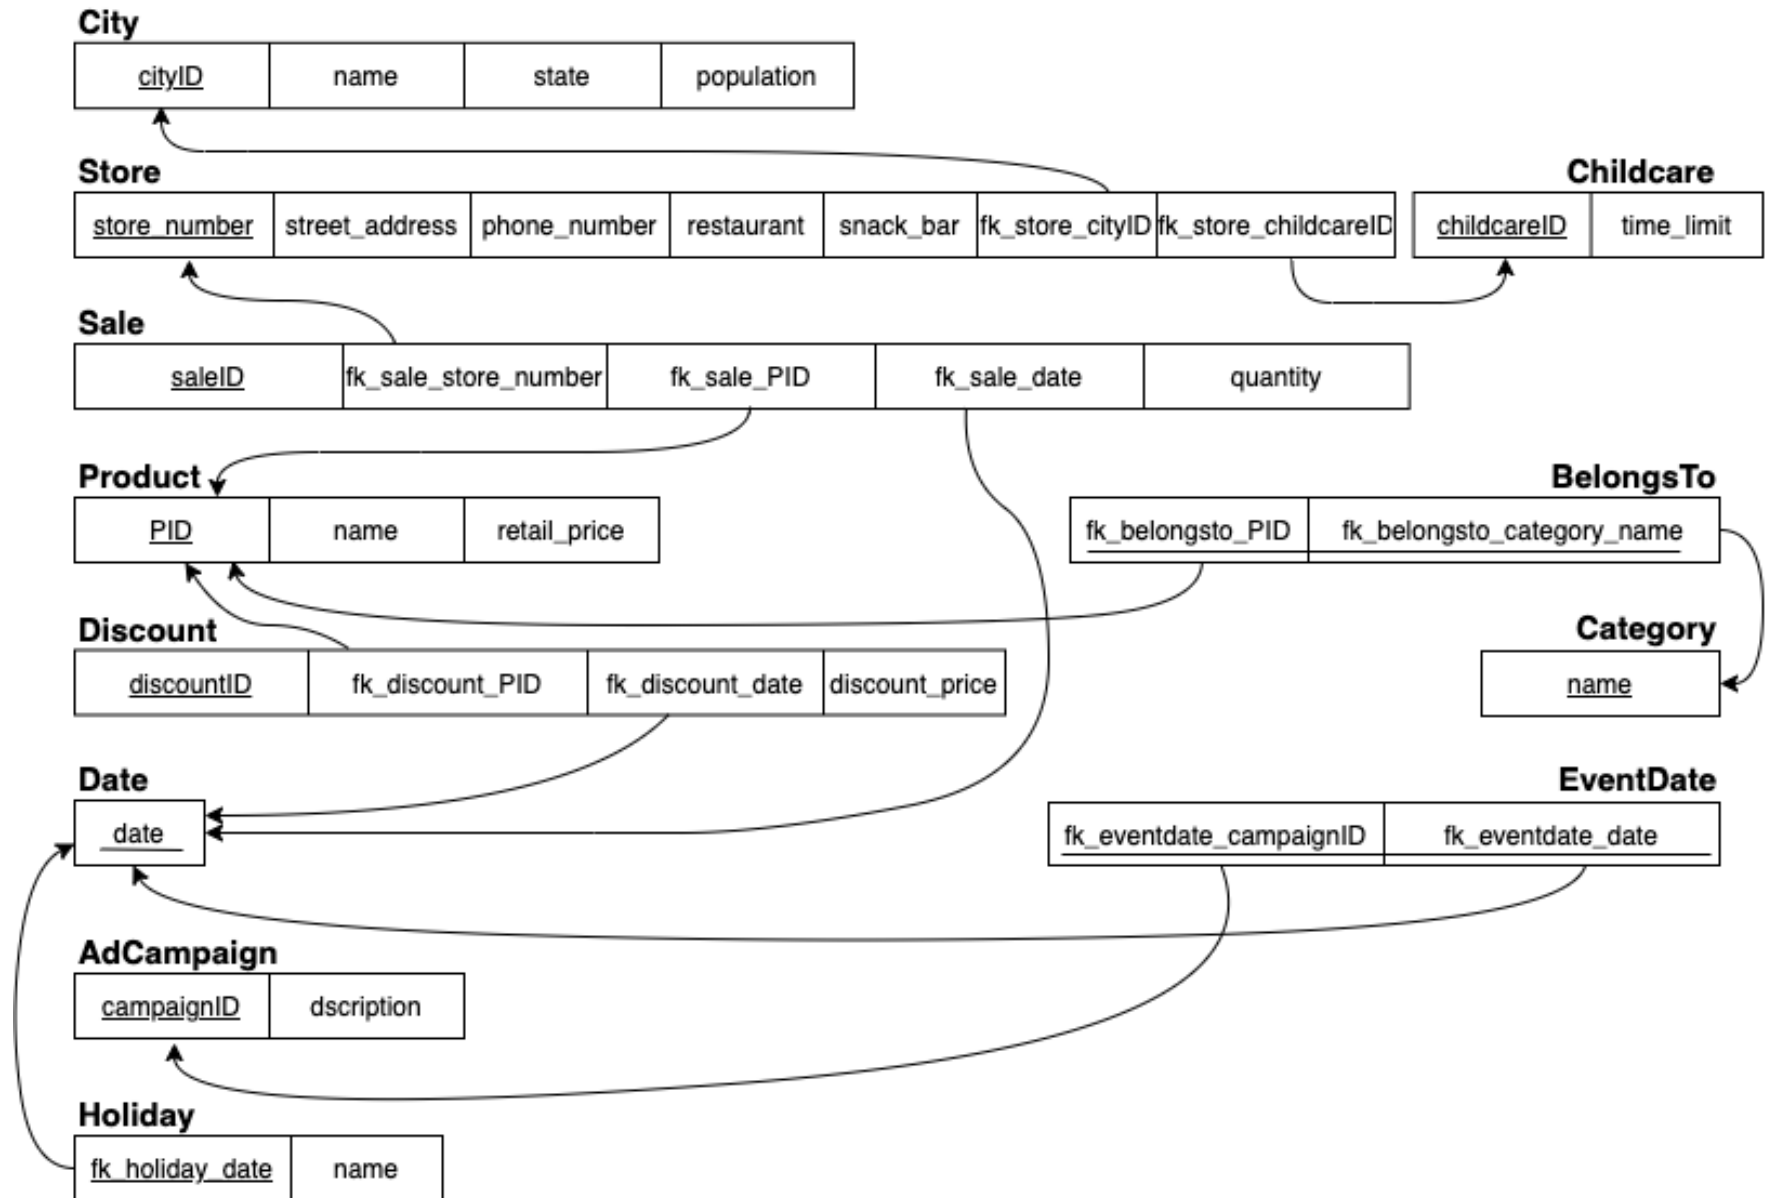 City
cityID name state population
Store Childcare
store_number street_address phone_number restaurant snack_bar fk_store_cityID fk_store_childcareID childcareID time_limit
Sale
saleID fk_sale_store_number fk_sale_PID fk_sale_date quantity
Product BelongsTo
PID name retail_price fk_belongsto_PID fk_belongsto_category_name
Discount Category
discountID fk_discount_PID fk_discount_date discount_price name
Date EventDate
date fk_eventdate_campaignID fk_eventdate_date
AdCampaign
campaignID dscription
Holiday
fk_holiday_date name